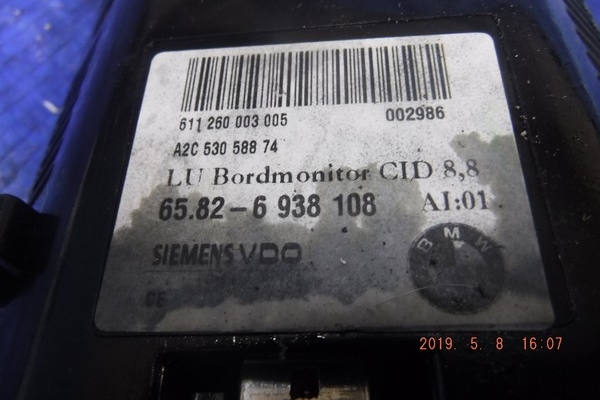 611 260 003 005 002986
A2C 530 588 74
LU Bordmonitor CID 8,8
65.82-6 938 108 AI:01
SIEMENS VDO
BMW
CE
2019. 5. 8 16:07